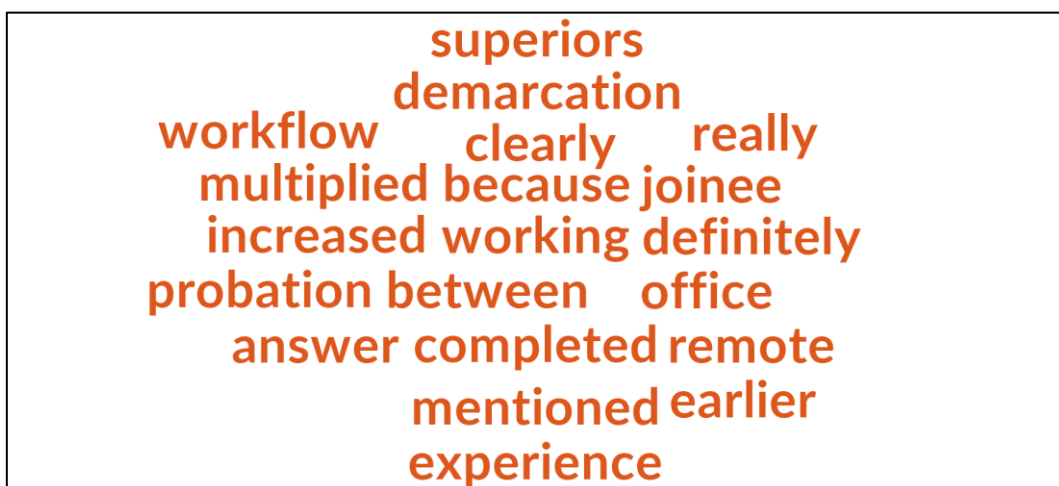 superiors
demarcation
workflow clearly really
multiplied because joinee
increased working definitely
probation between office
answer completed remote
mentioned earlier
experience